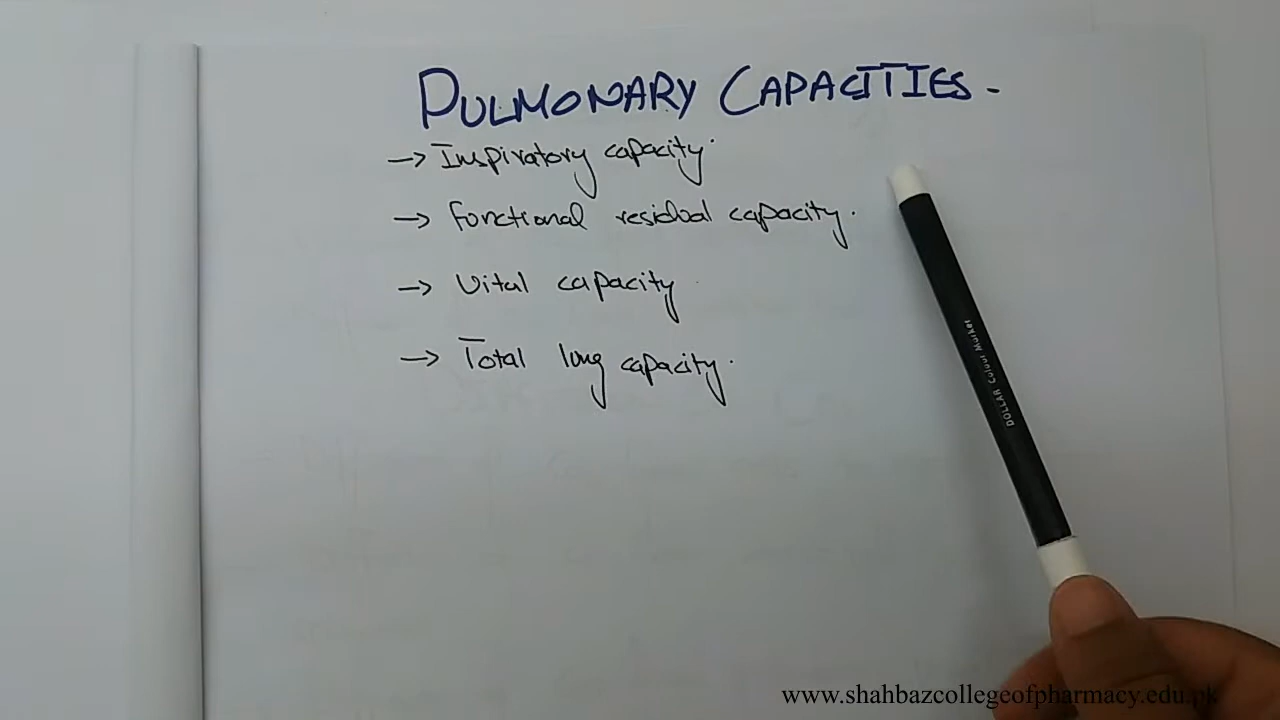 PULMONARY CAPACITIES.
→ Inspiratory capacity.
→ functional residual capacity.
→ Vital capacity
→ Total lung capacity.
DOLLAR Colour Marker
www.shahbazcollegeofpharmacy.edu.pk